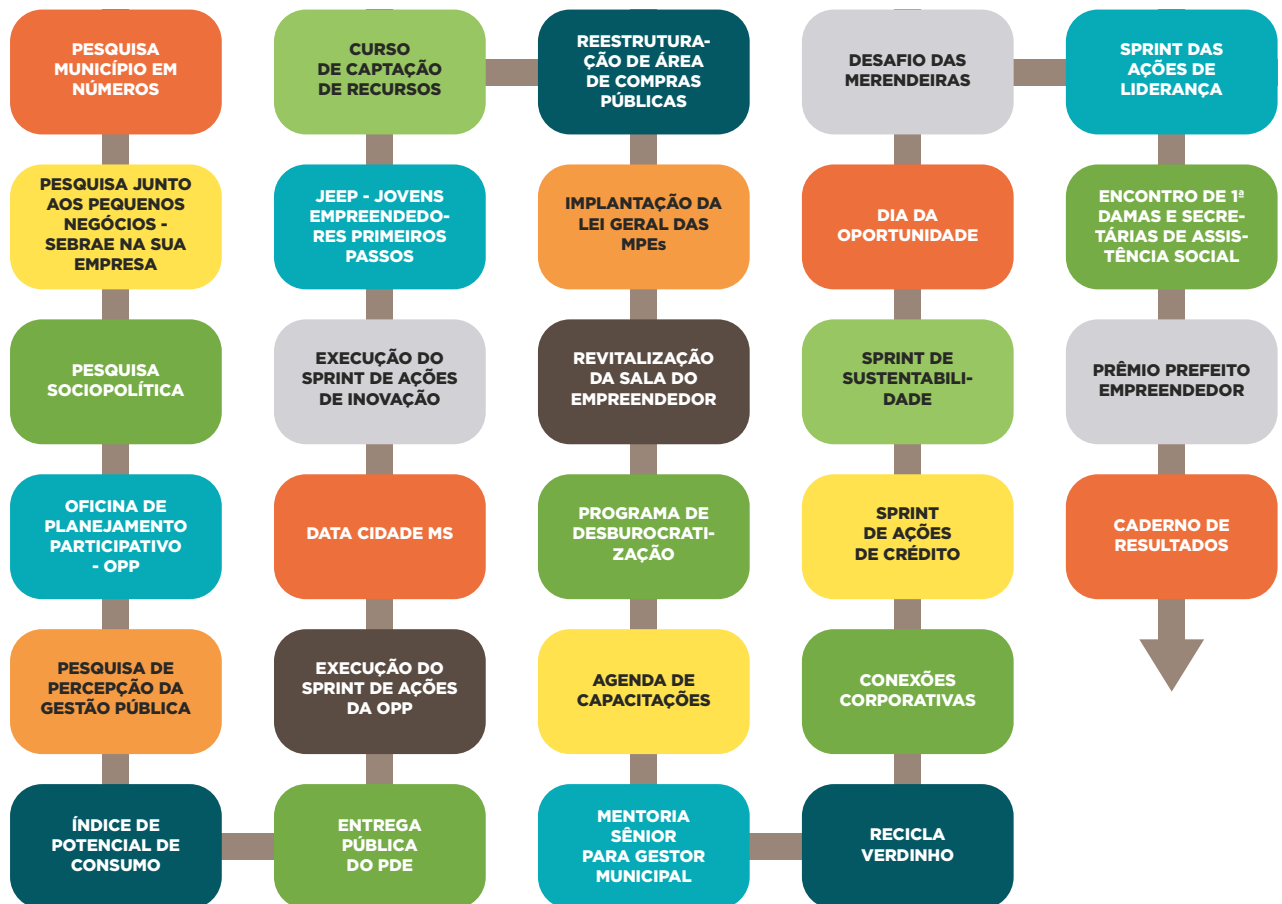 PESQUISA
MUNICÍPIO EM
NÚMEROS
PESQUISA JUNTO
AOS PEQUENOS
NEGÓCIOS -
SEBRAE NA SUA
EMPRESA
PESQUISA
SOCIOPOLÍTICA
OFICINA DE
PLANEJAMENTO
PARTICIPATIVO
- OPP
PESQUISA DE
PERCEPÇÃO DA
GESTÃO PÚBLICA
ÍNDICE DE
POTENCIAL DE
CONSUMO
ENTREGA
PÚBLICA
DO PDE
EXECUÇÃO DO
SPRINT DE AÇÕES
DA OPP
DATA CIDADE MS
EXECUÇÃO DO
SPRINT DE AÇÕES
DE INOVAÇÃO
JEEP - JOVENS
EMPREENDEDO-
RES PRIMEIROS
PASSOS
CURSO
DE CAPTAÇÃO
DE RECURSOS
REESTRUTURA-
ÇÃO DE ÁREA
DE COMPRAS
PÚBLICAS
IMPLANTAÇÃO DA
LEI GERAL DAS
MPEs
REVITALIZAÇÃO
DA SALA DO
EMPREENDEDOR
PROGRAMA DE
DESBUROCRATI-
ZAÇÃO
AGENDA DE
CAPACITAÇÕES
MENTORIA
SÊNIOR
PARA GESTOR
MUNICIPAL
RECICLA
VERDINHO
CONEXÕES
CORPORATIVAS
SPRINT
DE AÇÕES
DE CRÉDITO
SPRINT DE
SUSTENTABILI-
DADE
DIA DA
OPORTUNIDADE
DESAFIO DAS
MERENDEIRAS
SPRINT DAS
AÇÕES DE
LIDERANÇA
ENCONTRO DE 1ª
DAMAS E SECRE-
TÁRIAS DE ASSIS-
TÊNCIA SOCIAL
PRÊMIO PREFEITO
EMPREENDEDOR
CADERNO DE
RESULTADOS